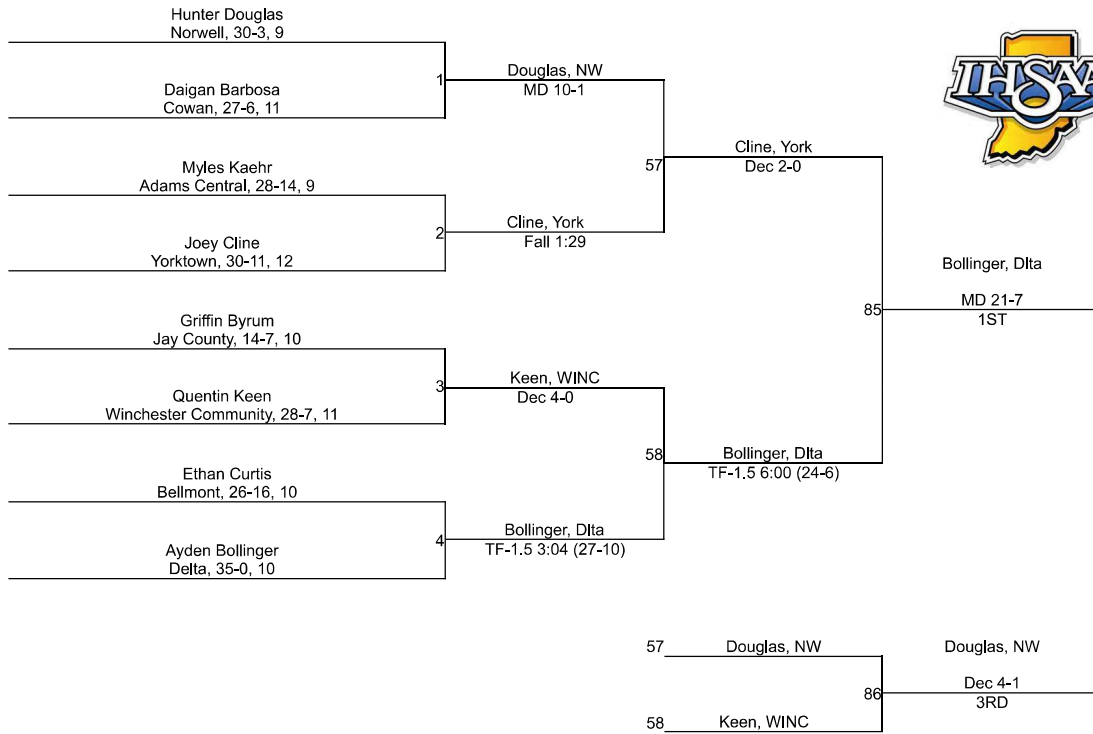 Hunter Douglas
Norwell, 30-3, 9
1
Daigan Barbosa
Cowan, 27-6, 11
Douglas, NW
MD 10-1
Myles Kaehr
Adams Central, 28-14, 9
2
Joey Cline
Yorktown, 30-11, 12
Cline, York
Fall 1:29
57
Cline, York
Dec 2-0
Griffin Byrum
Jay County, 14-7, 10
3
Quentin Keen
Winchester Community, 28-7, 11
Keen, WINC
Dec 4-0
Ethan Curtis
Bellmont, 26-16, 10
4
Ayden Bollinger
Delta, 35-0, 10
Bollinger, Dlta
TF-1.5 3:04 (27-10)
58
Bollinger, Dlta
TF-1.5 6:00 (24-6)
85
IHSAA
Bollinger, Dlta
MD 21-7
1ST
57
Douglas, NW
58
Keen, WINC
86
Douglas, NW
Dec 4-1
3RD